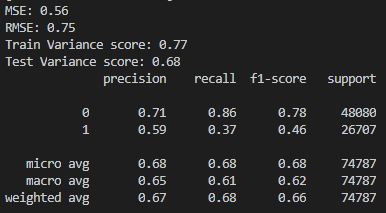 MSE: 0.56
RMSE: 0.75
Train Variance score: 0.77
Test Variance score: 0.68
precision recall f1-score support
0 0.71 0.86 0.78 48080
1 0.59 0.37 0.46 26707
micro avg 0.68 0.68 0.68 74787
macro avg 0.65 0.61 0.62 74787
weighted avg 0.67 0.68 0.66 74787